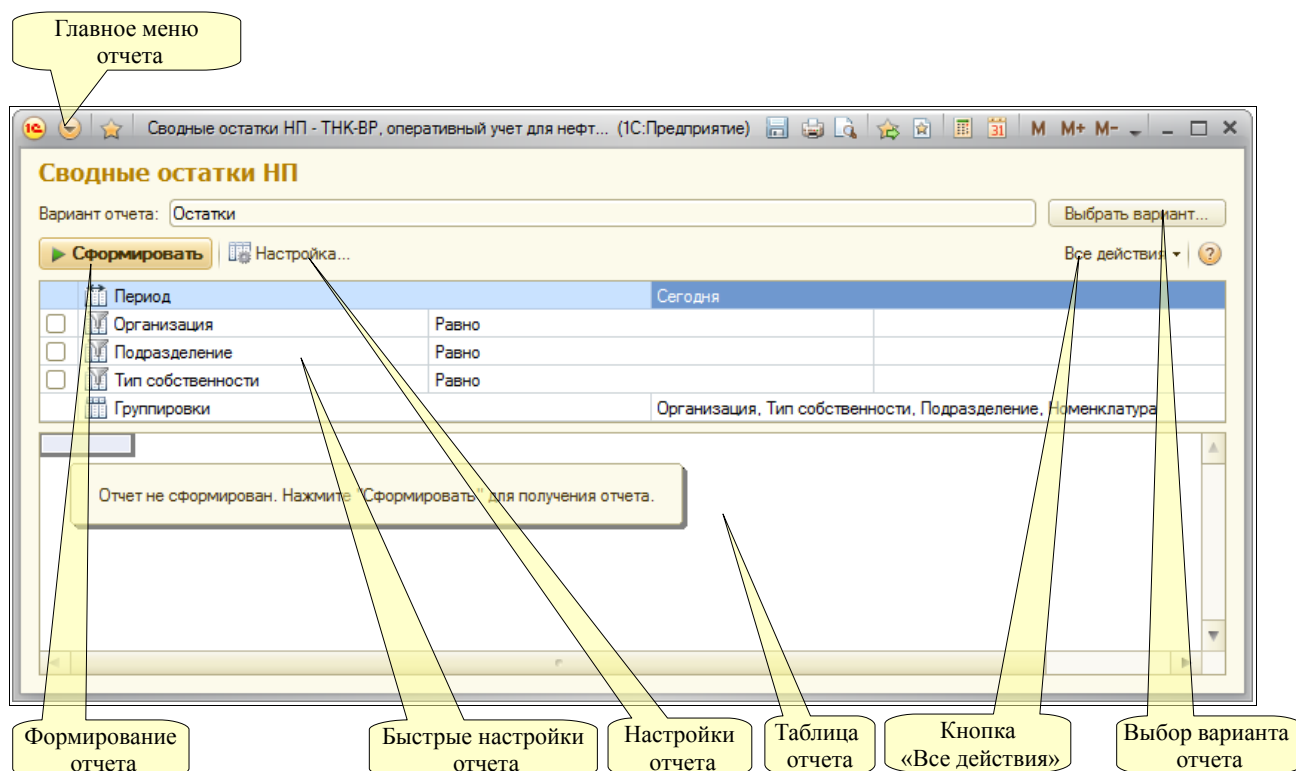 Главное меню
отчета
1С Сводные остатки НП - ТНК-ВР, оперативный учет для нефт... (1С:Предприятие) 31 M M+ M-
Сводные остатки НП
Вариант отчета: Остатки Выбрать вариант...
Сформировать Настройка... Все действия ?
Период Сегодня
Организация Равно
Подразделение Равно
Тип собственности Равно
Группировки Организация, Тип собственности, Подразделение, Номенклатура
Отчет не сформирован. Нажмите "Сформировать" для получения отчета.
Формирование
отчета
Быстрые настройки
отчета
Настройки
отчета
Таблица
отчета
Кнопка
«Все действия»
Выбор варианта
отчета